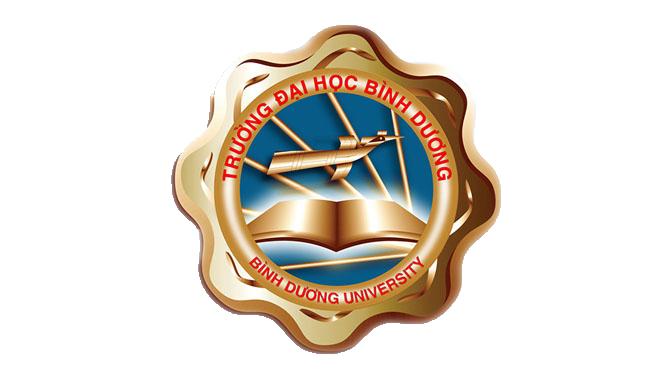 TRƯỜNG ĐẠI HỌC BÌNH DƯƠNG
BÌNH DƯƠNG UNIVERSITY